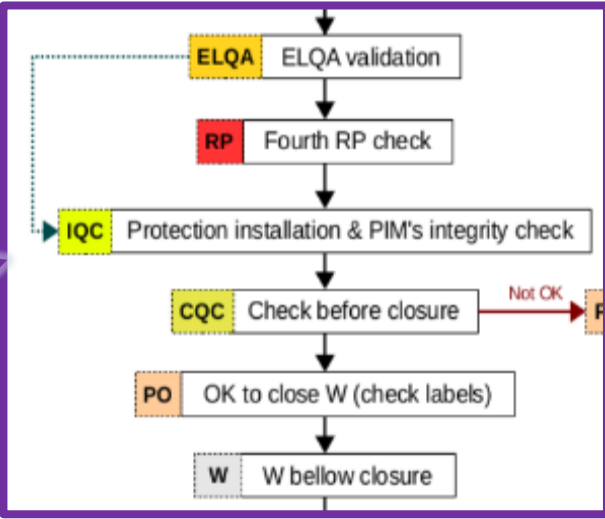 ELQA ELQA validation
RP Fourth RP check
IQC Protection installation & PIM's integrity check
CQC Check before closure
Not OK
PO OK to close W (check labels)
W W bellow closure